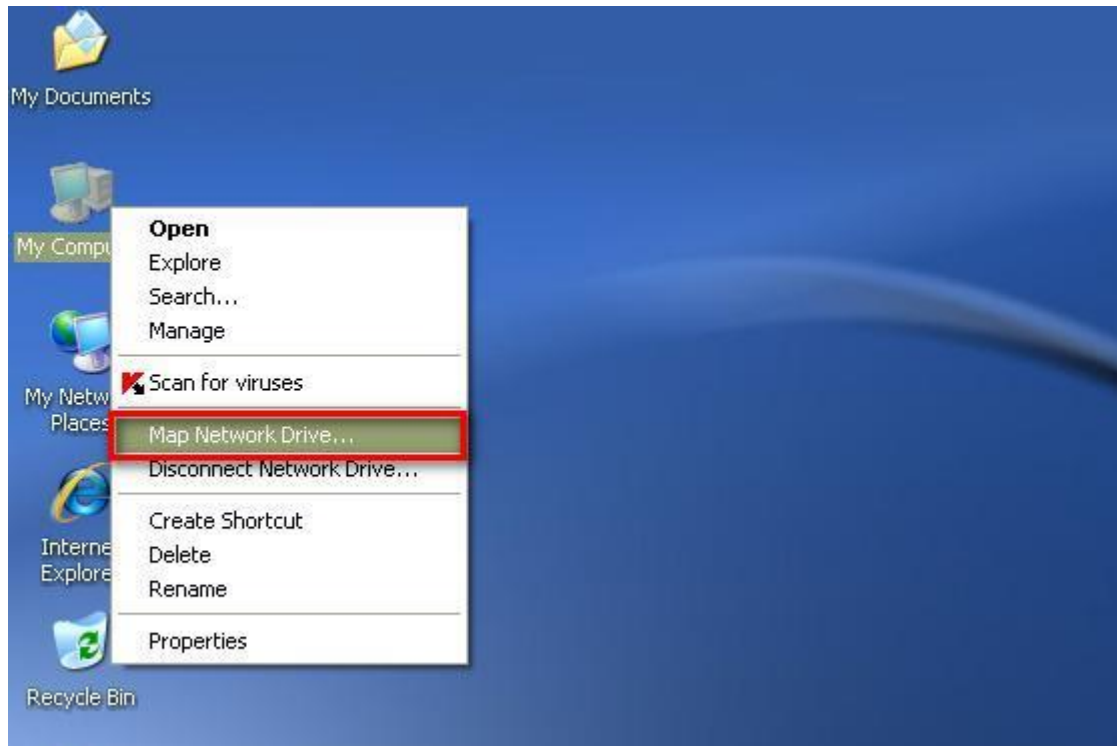 My Documents
My Compu
My Netw
Places
Interne
Explore
Recycle Bin
Open
Explore
Search...
Manage
Scan for viruses
Map Network Drive...
Disconnect Network Drive...
Create Shortcut
Delete
Rename
Properties